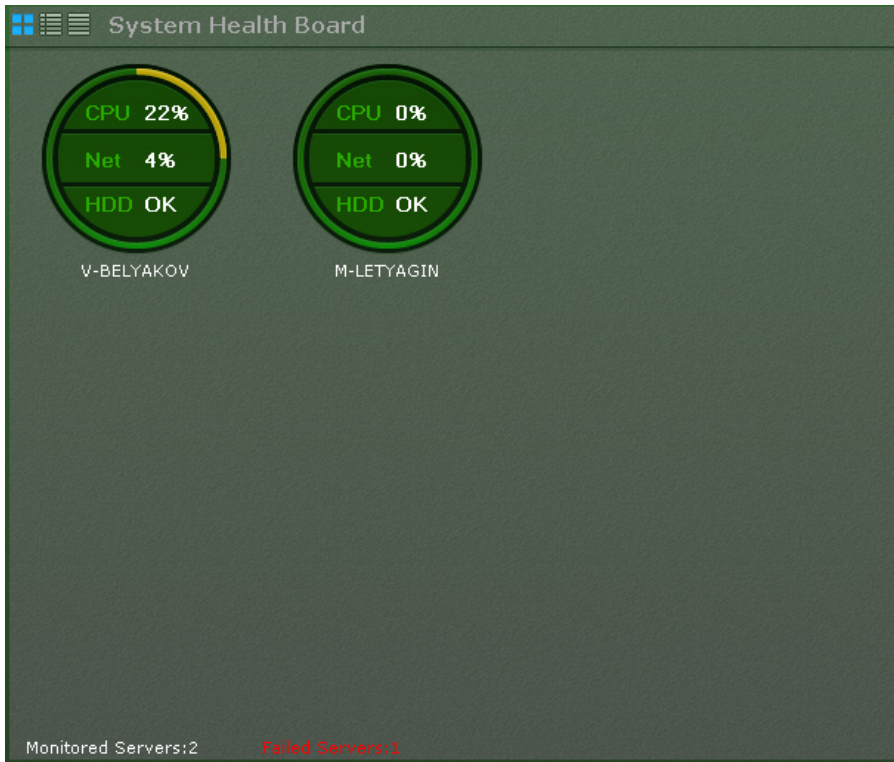 System Health Board
CPU 22%
Net 4%
HDD OK
V-BELYAKOV
CPU 0%
Net 0%
HDD OK
M-LETYAGIN
Monitored Servers:2
Failed Servers:1